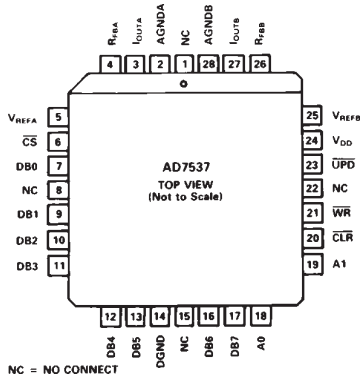 RFBA
IOUTA
AGNDA
NC
AGNDB
IOUTB
RFBB
4
3
2
1
28
27
26
VREFA 5
CS 6
DB0 7
NC 8
DB1 9
DB2 10
DB3 11
AD7537
TOP VIEW
(Not to Scale)
25 VREFB
24 VDD
23 UPD
22 NC
21 WR
20 CLR
19 A1
12
13
14
15
16
17
18
DB4
DB5
DGND
NC
DB6
DB7
A0
NC = NO CONNECT